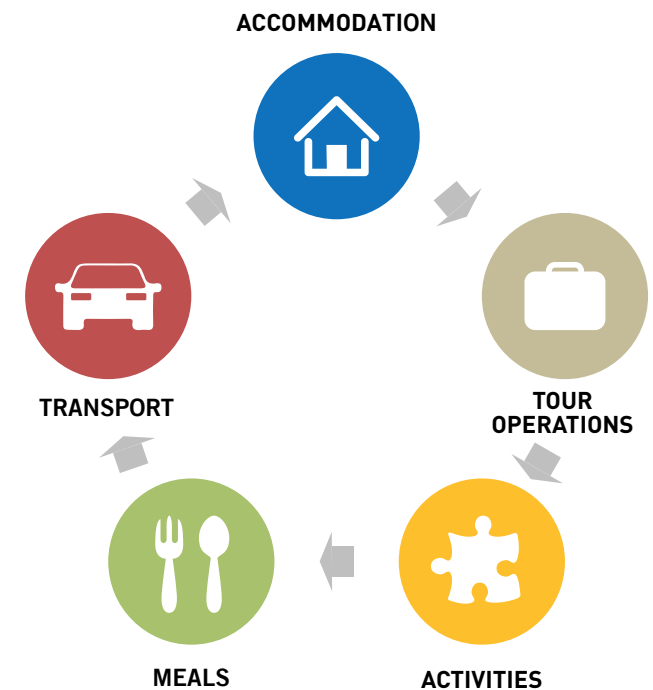 ACCOMMODATION
TOUR
OPERATIONS
ACTIVITIES
MEALS
TRANSPORT